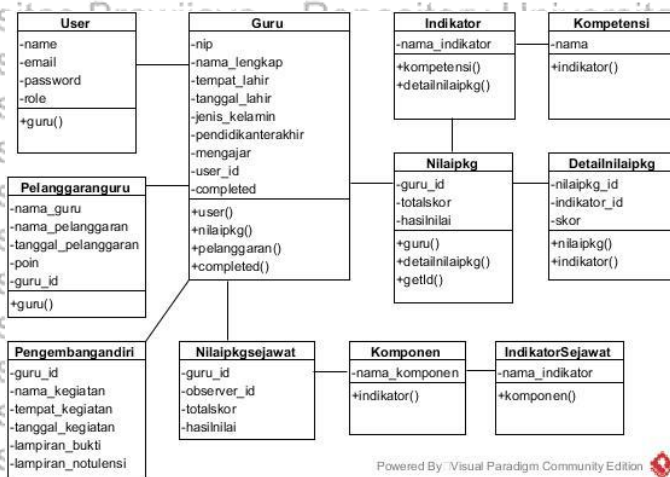 User
-name
-email
-password
-role
+guru()
Guru
-nip
-nama_lengkap
-tempat_lahir
-tanggal_lahir
-jenis_kelamin
-pendidikanterakhir
-mengajar
-user_id
-completed
+user()
+nilaipkg()
+pelanggaran()
+completed()
Indikator
-nama_indikator
+kompetensi()
+detailnilaipkg()
Kompetensi
-nama
+indikator()
Pelanggaranguru
-nama_guru
-nama_pelanggaran
-tanggal_pelanggaran
-poin
-guru_id
+guru()
Nilaipkg
-guru_id
-totalskor
-hasilnilai
+guru()
+detailnilaipkg()
+getId()
Detailnilaipkg
-nilaipkg_id
-indikator_id
-skor
+nilaipkg()
+indikator()
Pengembangandiri
-guru_id
-nama_kegiatan
-tempat_kegiatan
-tanggal_kegiatan
-lampiran_bukti
-lampiran_notulensi
Nilaipkgsejawat
-guru_id
-observer_id
-totalskor
-hasilnilai
Komponen
-nama_komponen
+indikator()
IndikatorSejawat
-nama_indikator
+komponen()
Powered By Visual Paradigm Community Edition